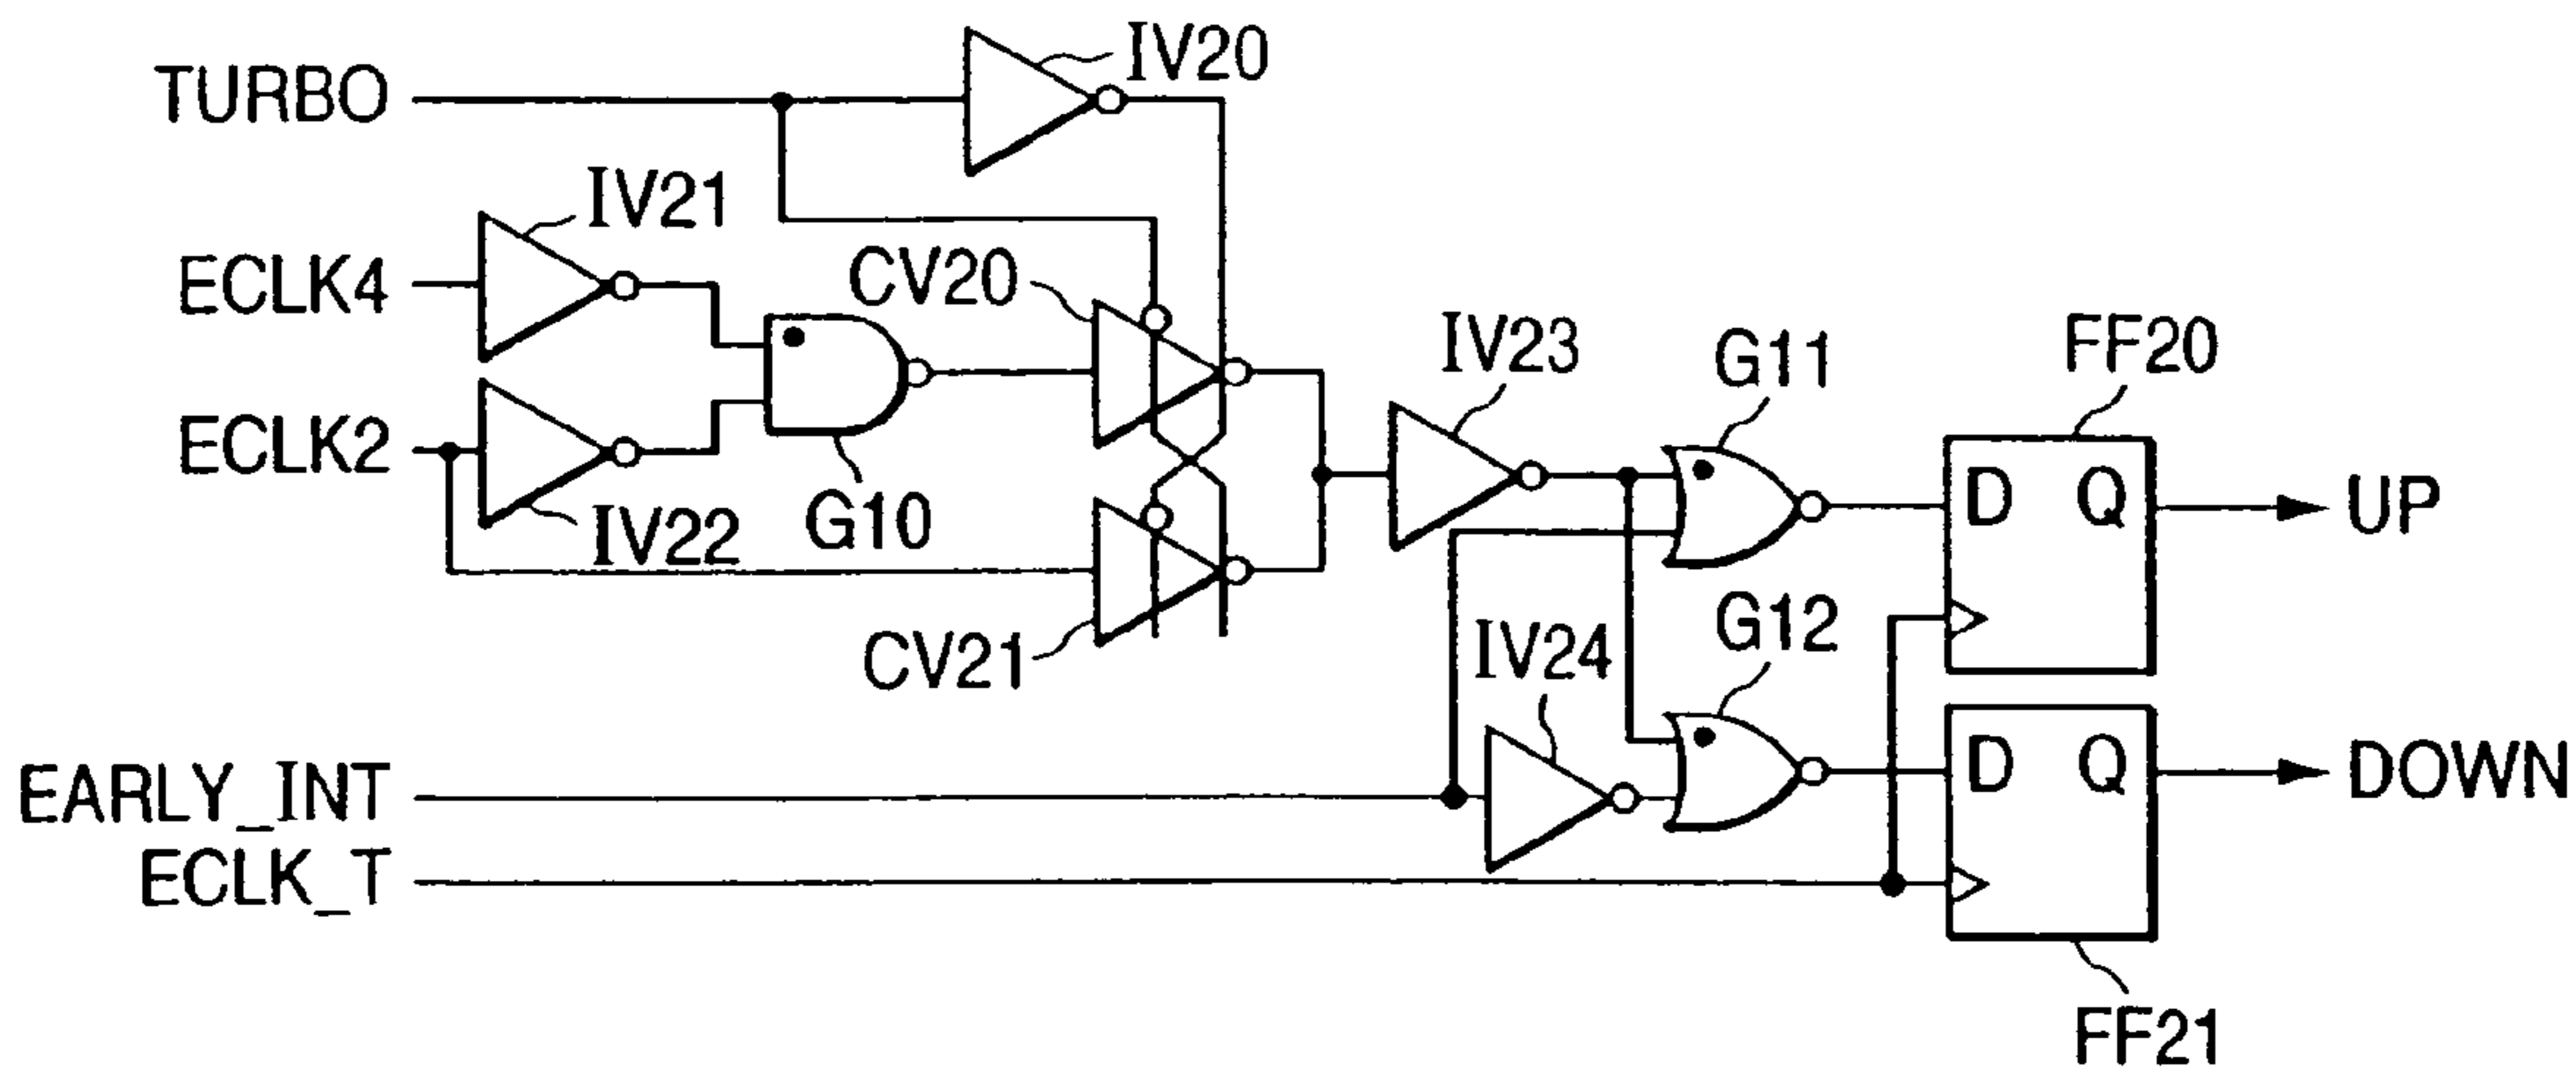 TURBO
IV20
IV21
ECLK4
CV20
ECLK2
IV22
G10
IV23
G11
FF20
D Q
UP
CV21
IV24
G12
EARLY_INT
D Q
DOWN
ECLK_T
FF21